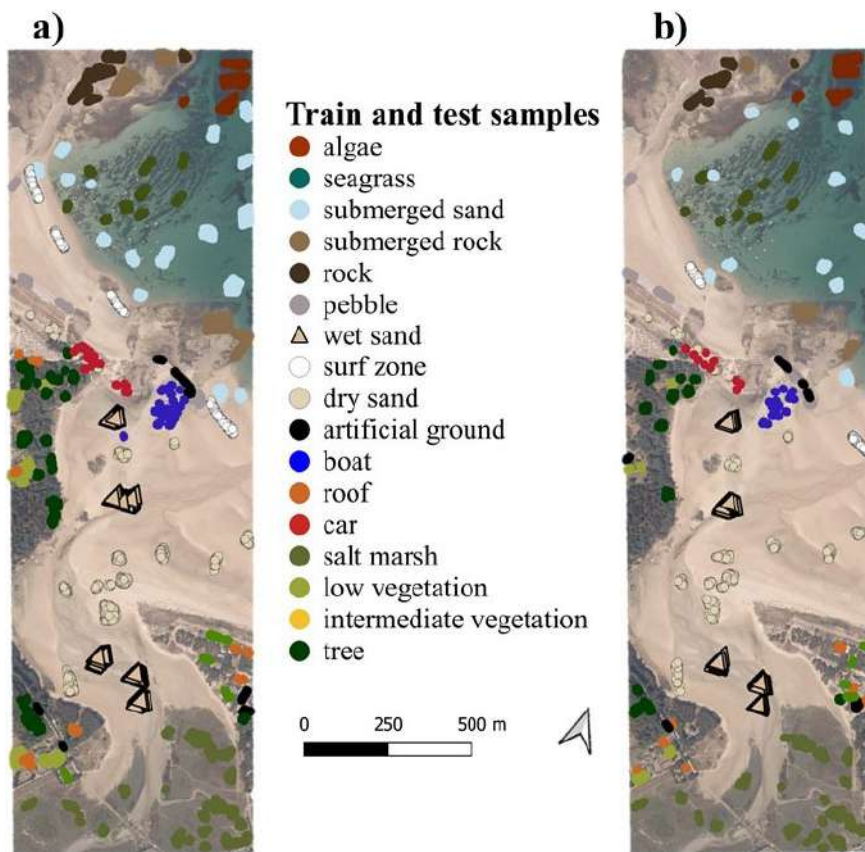 a)
b)
Train and test samples
algae
seagrass
submerged sand
submerged rock
rock
pebble
wet sand
surf zone
dry sand
artificial ground
boat
roof
car
salt marsh
low vegetation
intermediate vegetation
tree
0 250 500 m